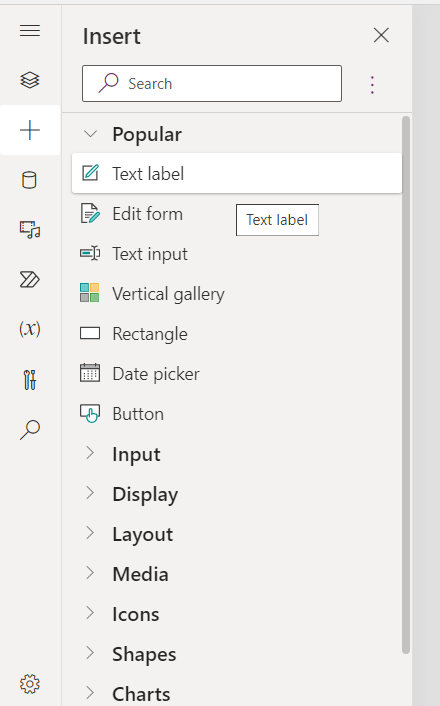 Insert
Search
Popular
Text label
Edit form
Text label
Text input
Vertical gallery
Rectangle
Date picker
(x)
Button
Input
Display
Layout
Media
Icons
Shapes
Charts